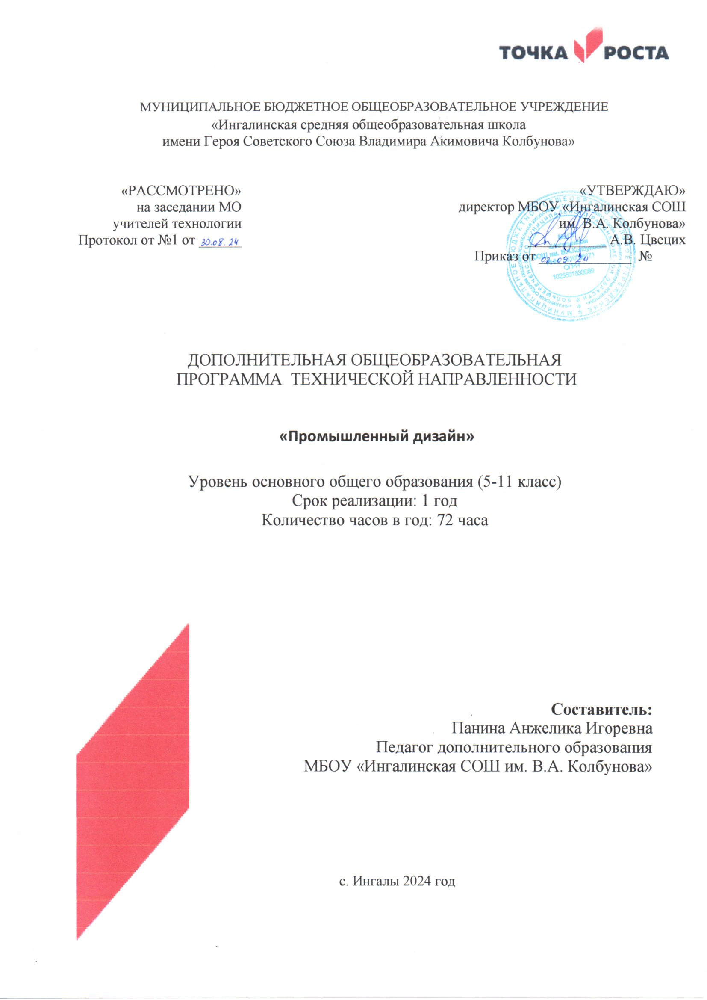 ТОЧКА РОСТА
МУНИЦИПАЛЬНОЕ БЮДЖЕТНОЕ ОБЩЕОБРАЗОВАТЕЛЬНОЕ УЧРЕЖДЕНИЕ
«Ингалинская средняя общеобразовательная школа
имени Героя Советского Союза Владимира Акимовича Колбунова»
«РАССМОТРЕНО»
на заседании МО
учителей технологии
Протокол от №1 от 30.08.24
«УТВЕРЖДАЮ»
директор МБОУ «Ингалинская СОШ
им. В.А. Колбунова»
А.В. Цвецих
Приказ от 02.09.24 №
ОГРН
ДОПОЛНИТЕЛЬНАЯ ОБЩЕОБРАЗОВАТЕЛЬНАЯ
ПРОГРАММА ТЕХНИЧЕСКОЙ НАПРАВЛЕННОСТИ
«Промышленный дизайн»
Уровень основного общего образования (5-11 класс)
Срок реализации: 1 год
Количество часов в год: 72 часа
Составитель:
Панина Анжелика Игоревна
Педагог дополнительного образования
МБОУ «Ингалинская СОШ им. В.А. Колбунова»
с. Ингалы 2024 год